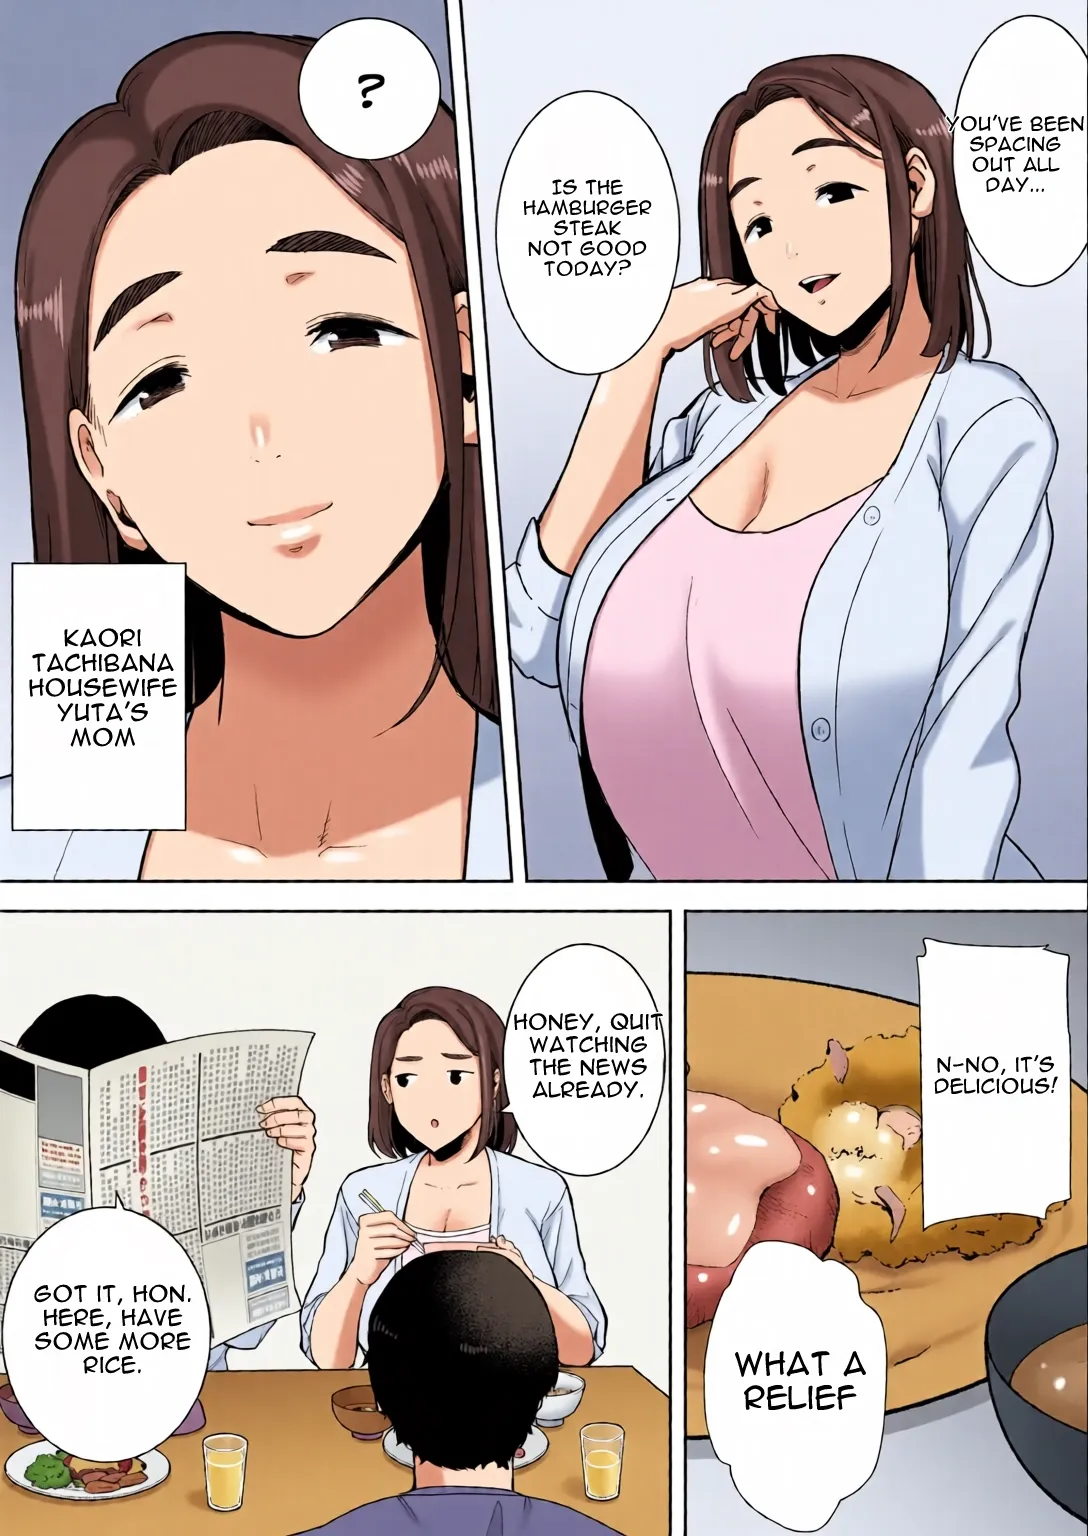 YOU'VE BEEN
SPACING
OUT ALL
DAY...
IS THE
HAMBURGER
STEAK
NOT GOOD
TODAY?
?
KAORI
TACHIBANA
HOUSEWIFE
YUTA'S
MOM
N-NO, IT'S
DELICIOUS!
WHAT A
RELIEF
HONEY, QUIT
WATCHING
THE NEWS
ALREADY.
GOT IT, HON.
HERE, HAVE
SOME MORE
RICE.